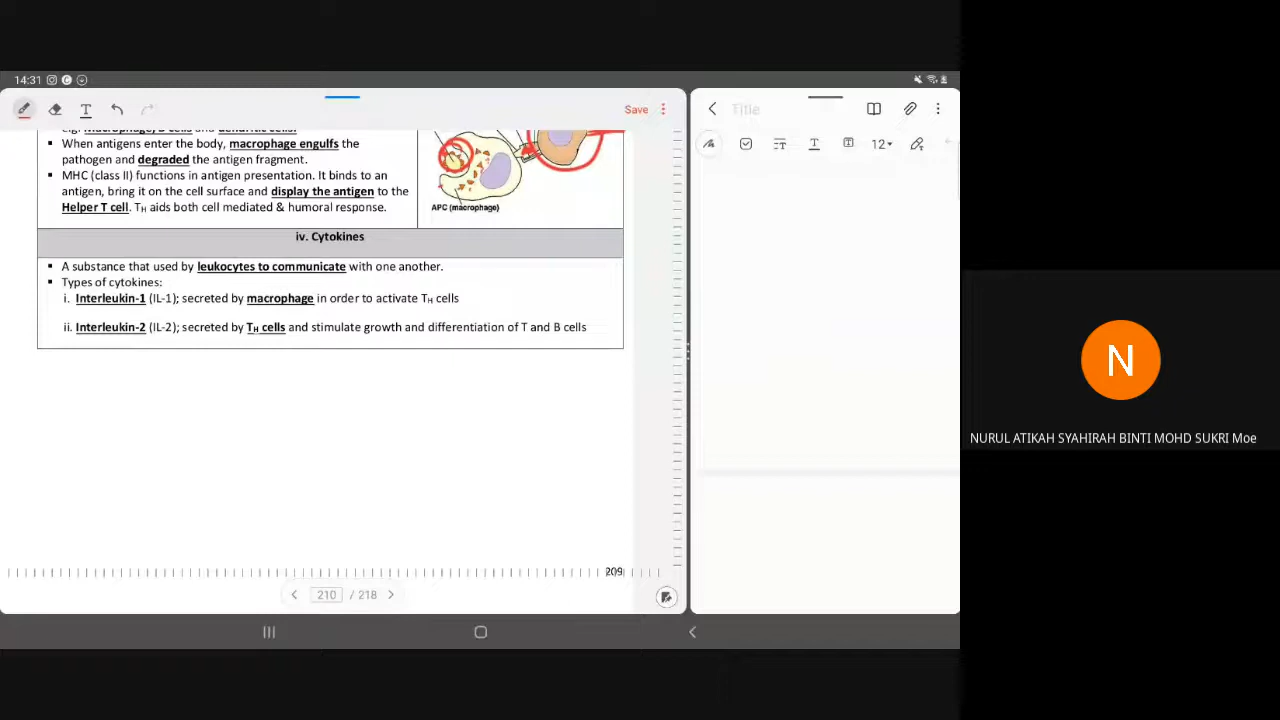 14:31
Save
Title
12
E.g. Macrophage, B cells and dendritic cells.
When antigens enter the body, macrophage engulfs the
pathogen and degraded the antigen fragment.
MHC (class II) functions in antigen presentation. It binds to an
antigen, bring it on the cell surface and display the antigen to the
Helper T cell. TH aids both cell mediated & humoral response.
APC (macrophage)
iv. Cytokines
A substance that used by leukocytes to communicate with one another.
Types of cytokines:
i. Interleukin-1 (IL-1); secreted by macrophage in order to activate TH cells
ii. Interleukin-2 (IL-2); secreted by TH cells and stimulate growth and differentiation of T and B cells
209
210 / 218
N
NURUL ATIKAH SYAHIRAH BINTI MOHD SUKRI Moe